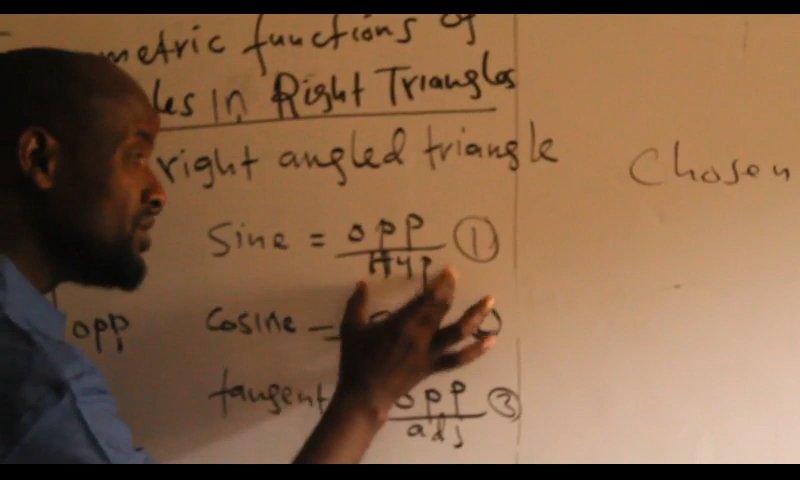 metric functions of
les In Right Triangles
right angled triangle
Chosen
Sine = opp ①
Hyp
opp
Cosine =
tangent opp ③
adj